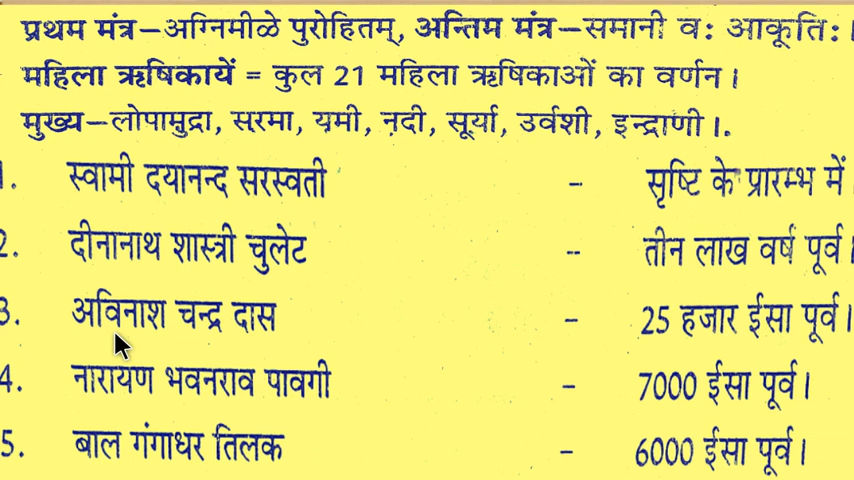 प्रथम मंत्र–अग्निमीळे पुरोहितम्, अन्तिम मंत्र–समानी व: आकूति: ।
महिला ऋषिकायें = कुल 21 महिला ऋषिकाओं का वर्णन ।
मुख्य–लोपामुद्रा, सरमा, यमी, नदी, सूर्या, उर्वशी, इन्द्राणी ।.
1. स्वामी दयानन्द सरस्वती – सृष्टि के प्रारम्भ में
2. दीनानाथ शास्त्री चुलेट – तीन लाख वर्ष पूर्व ।
3. अविनाश चन्द्र दास – 25 हजार ईसा पूर्व ।
4. नारायण भवनराव पावगी – 7000 ईसा पूर्व ।
5. बाल गंगाधर तिलक – 6000 ईसा पूर्व ।